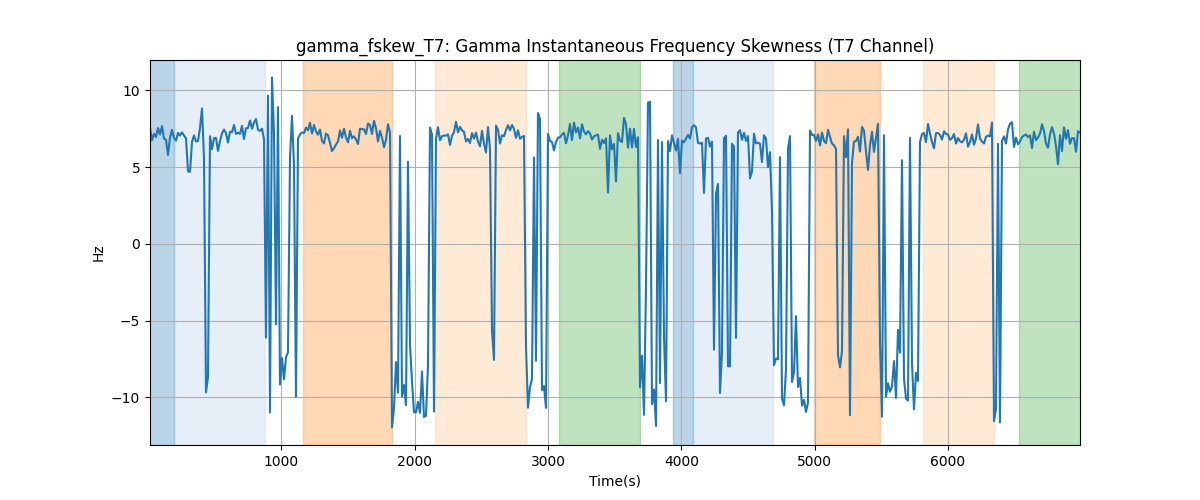 gamma_fskew_T7: Gamma Instantaneous Frequency Skewness (T7 Channel)
10
5
0
−5
−10
Hz
1000 2000 3000 4000 5000 6000
Time(s)